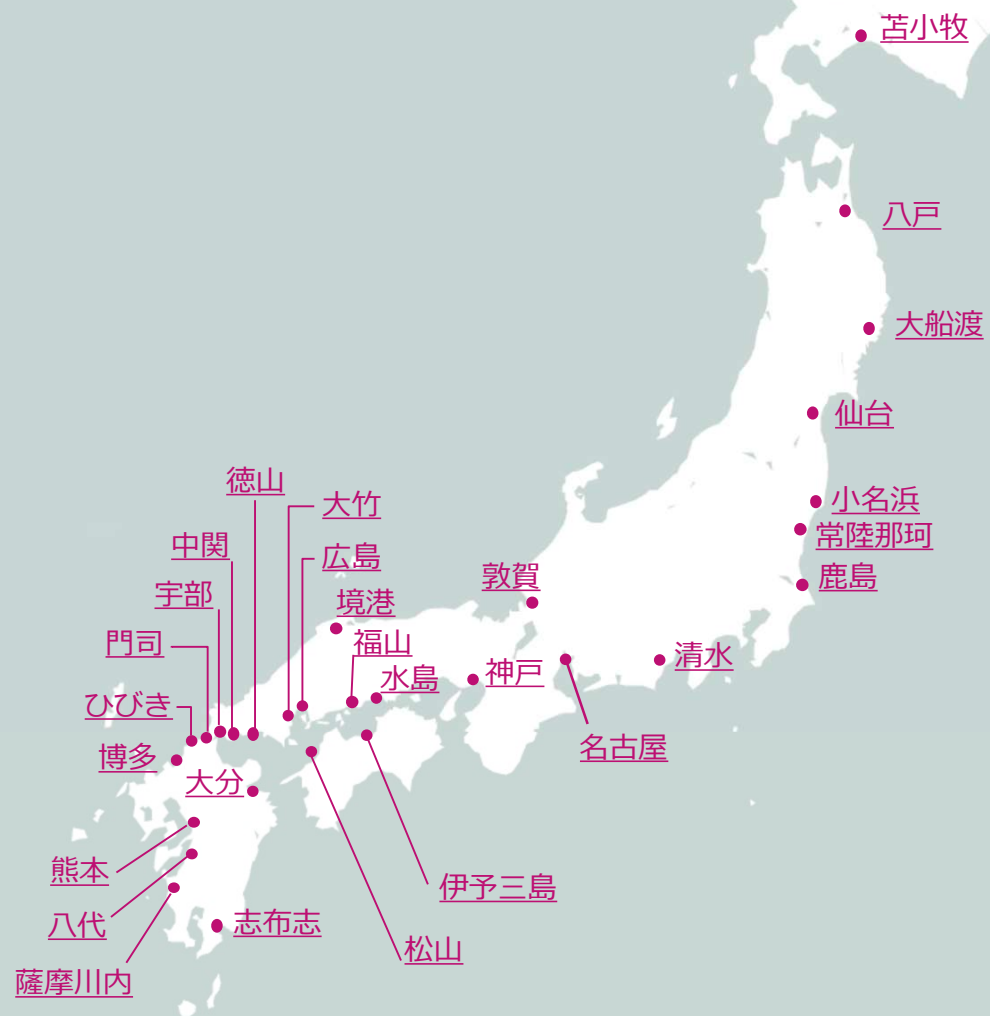 苫小牧
八戸
大船渡
仙台
小名浜
常陸那珂
鹿島
清水
名古屋
敦賀
神戸
境港
福山
水島
広島
大竹
徳山
中関
宇部
門司
ひびき
博多
大分
熊本
八代
薩摩川内
志布志
伊予三島
松山